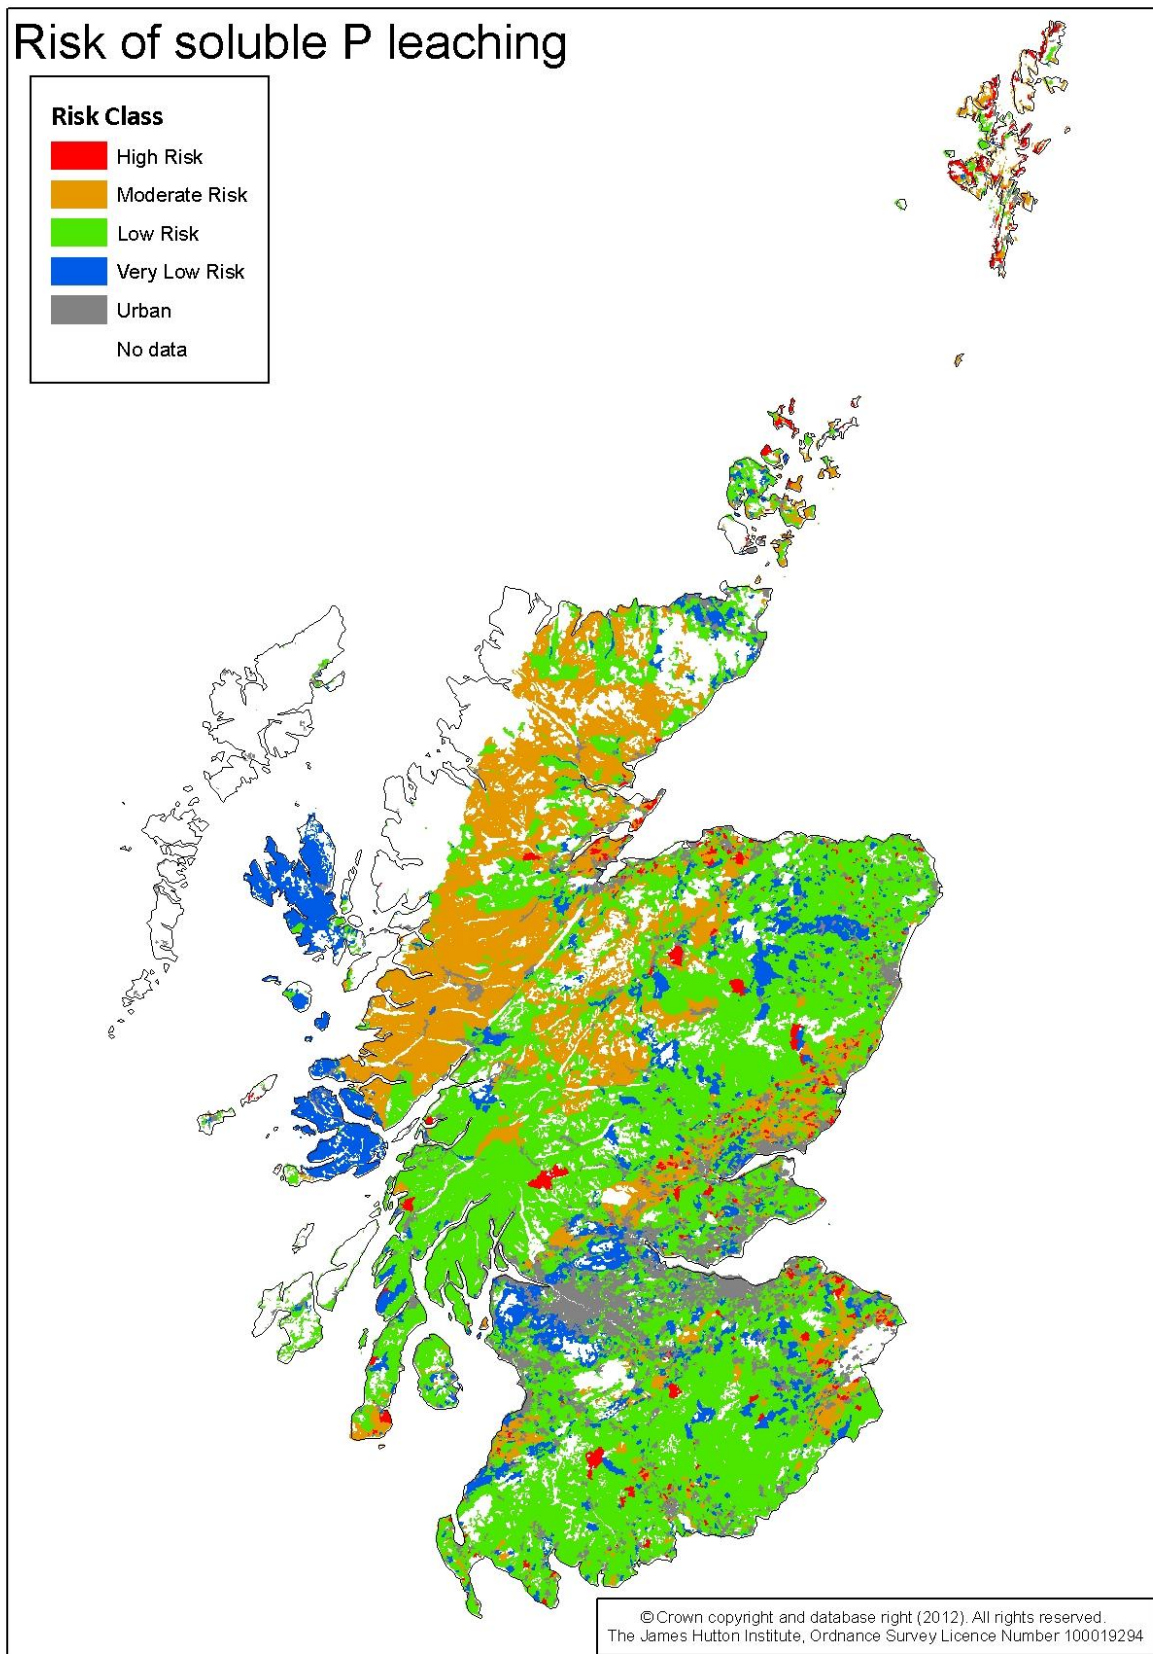 Risk of soluble P leaching
Risk Class
High Risk
Moderate Risk
Low Risk
Very Low Risk
Urban
No data
© Crown copyright and database right (2012). All rights reserved.
The James Hutton Institute, Ordnance Survey Licence Number 100019294